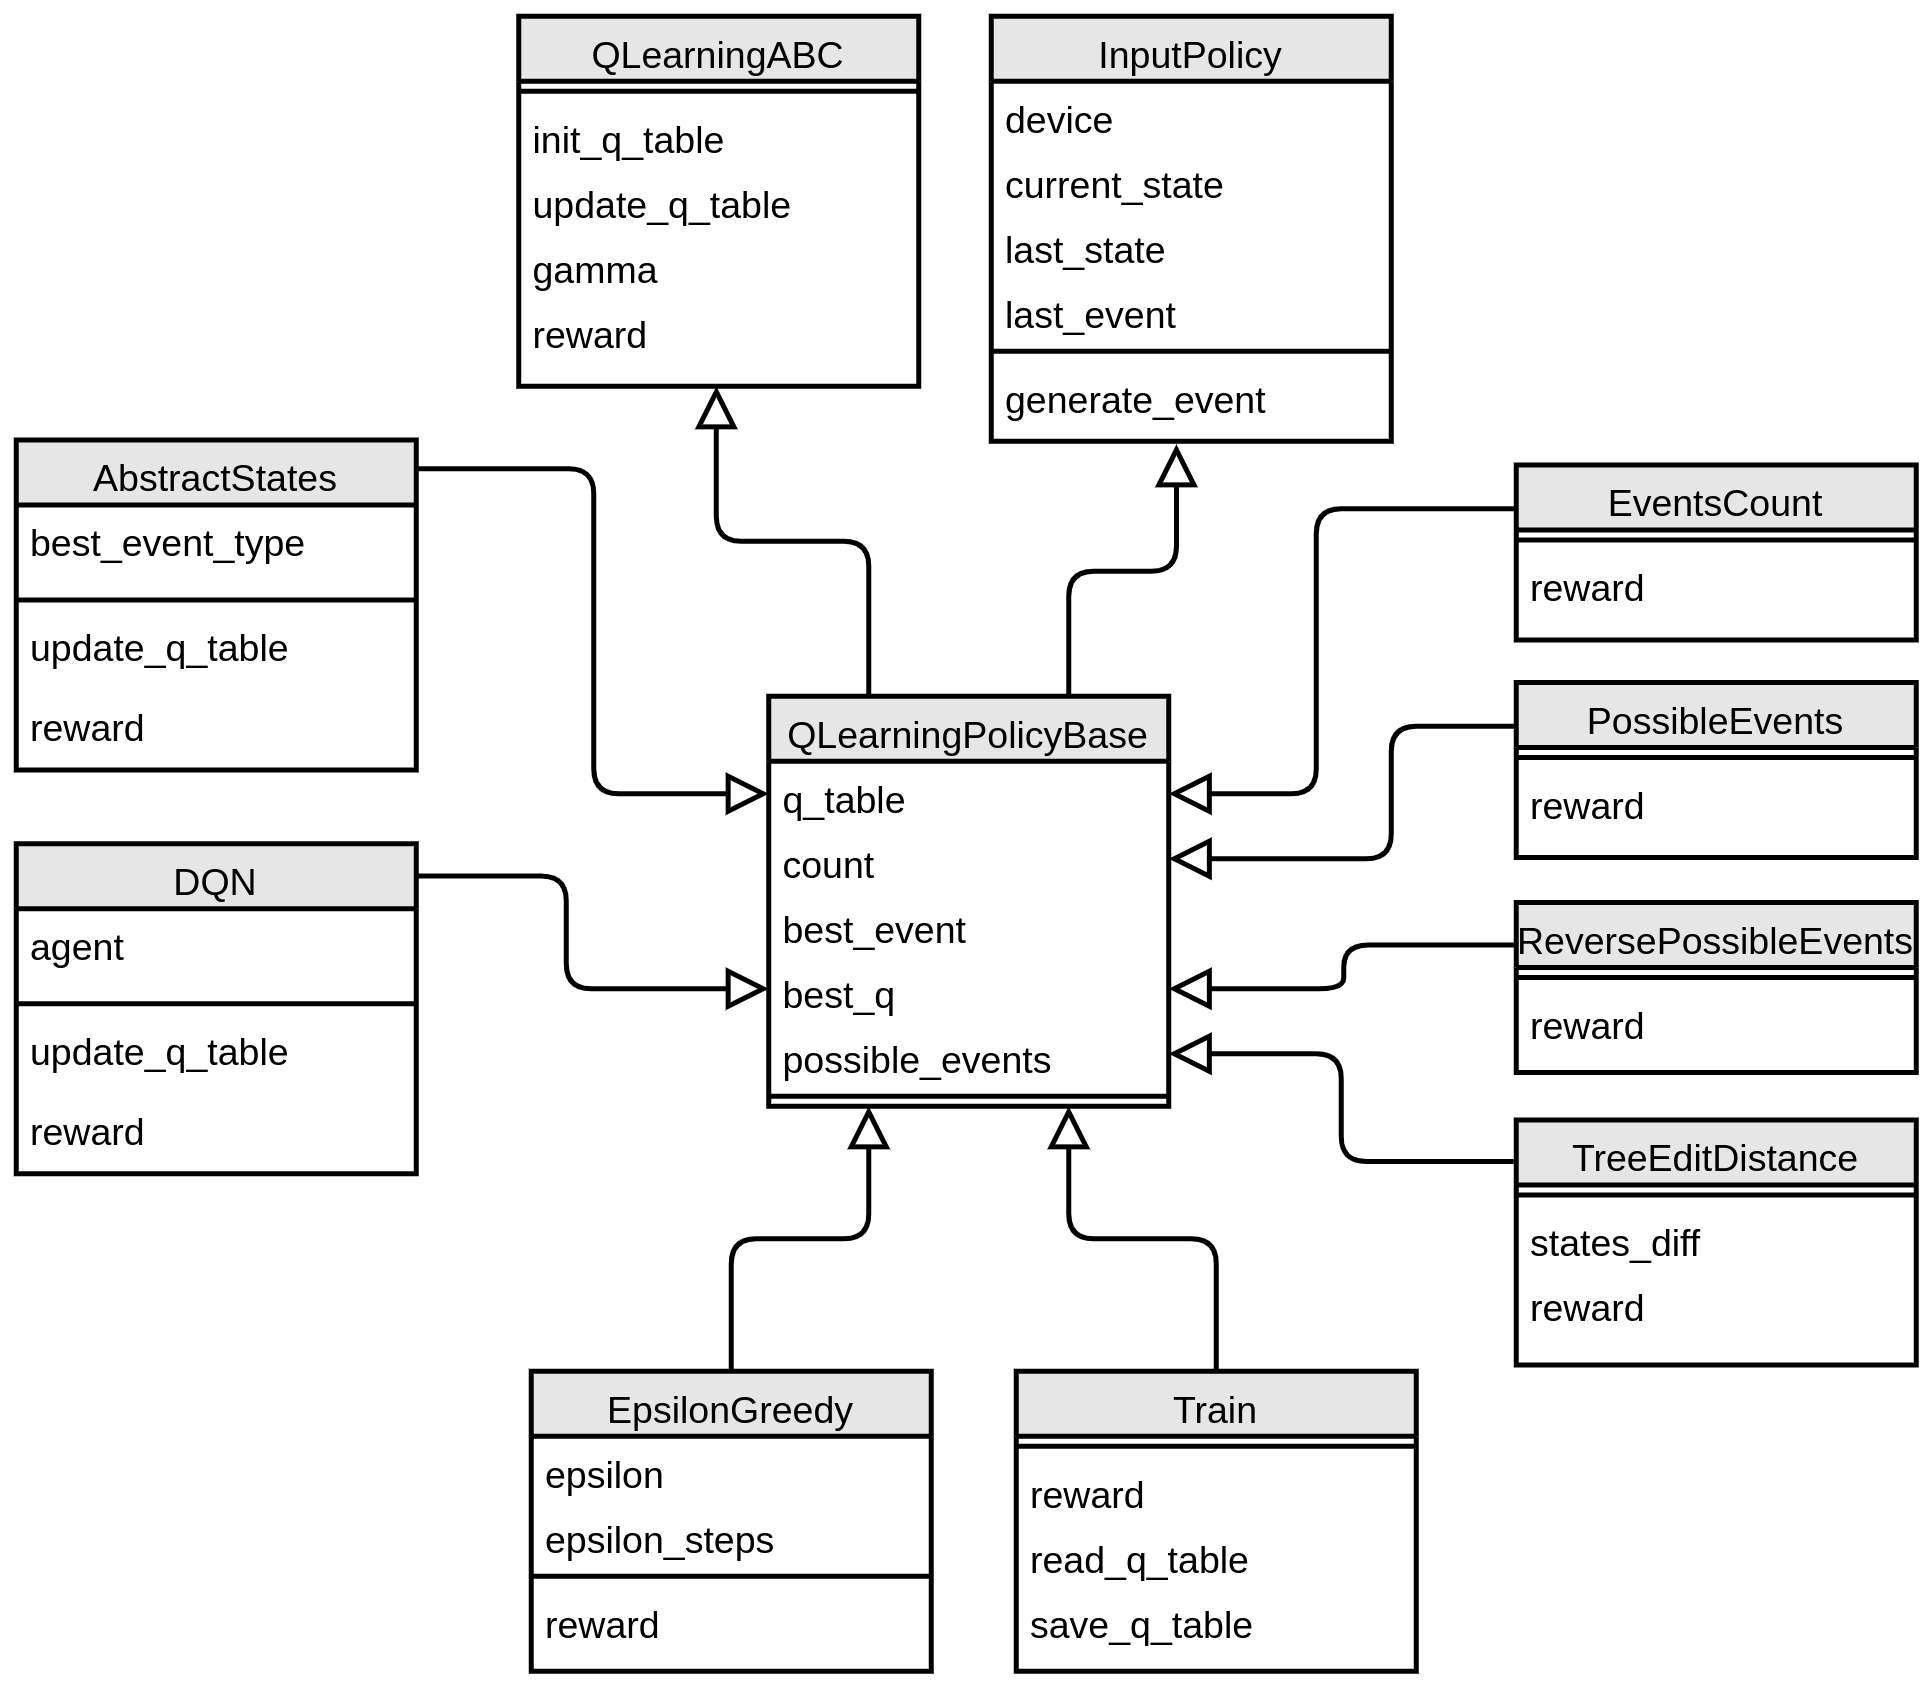 QLearningABC
init_q_table
update_q_table
gamma
reward
InputPolicy
device
current_state
last_state
last_event
generate_event
AbstractStates
best_event_type
update_q_table
reward
EventsCount
reward
PossibleEvents
reward
QLearningPolicyBase
q_table
count
best_event
best_q
possible_events
DQN
agent
update_q_table
reward
ReversePossibleEvents
reward
TreeEditDistance
states_diff
reward
EpsilonGreedy
epsilon
epsilon_steps
reward
Train
reward
read_q_table
save_q_table